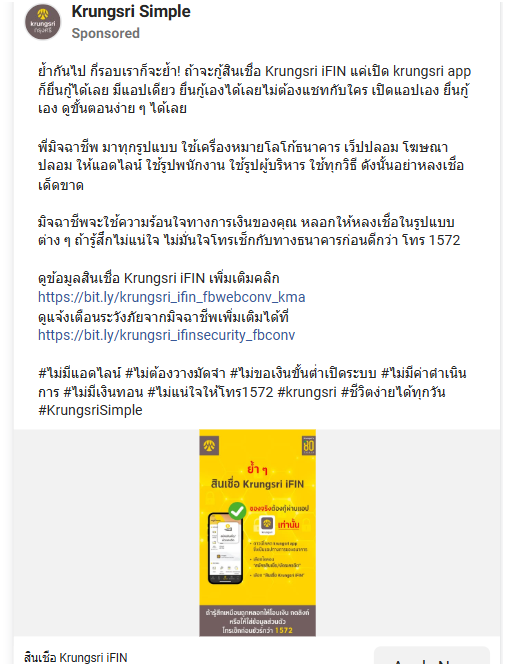 Krungsri Simple
krungsri
กรุงศรี
Sponsored
ย้ำกันไป ก็รอบเราก็จะย้ำ! ถ้าจะกู้สินเชื่อ Krungsri iFIN แค่เปิด krungsri app
ก็ยื่นกู้ได้เลย มีแอปเดียว ยื่นกู้เองได้เลยไม่ต้องแชทกับใคร เปิดแอปเอง ยื่นกู้
เอง ดูขั้นตอนง่าย ๆ ได้เลย
พี่มิจฉาชีพ มาทุกรูปแบบ ใช้เครื่องหมายโลโก้ธนาคาร เว็ปปลอม โฆษณา
ปลอม ให้แอดไลน์ ใช้รูปพนักงาน ใช้รูปผู้บริหาร ใช้ทุกวิธี ดังนั้นอย่าหลงเชื่อ
เด็ดขาด
มิจฉาชีพจะใช้ความร้อนใจทางการเงินของคุณ หลอกให้หลงเชื่อในรูปแบบ
ต่าง ๆ ถ้ารู้สึกไม่แน่ใจ ไม่มั่นใจโทรเช็กกับทางธนาคารก่อนดีกว่า โทร 1572
ดูข้อมูลสินเชื่อ Krungsri iFIN เพิ่มเติมคลิก
https://bit.ly/krungsri_ifin_fbwebconv_kma
ดูแจ้งเตือนระวังภัยจากมิจฉาชีพเพิ่มเติมได้ที่
https://bit.ly/krungsri_ifinsecurity_fbconv
#ไม่มีแอดไลน์ #ไม่ต้องวางมัดจำ #ไม่ขอเงินขั้นต่ำเปิดระบบ #ไม่มีค่าดำเนิน
การ #ไม่มีเงินทอน #ไม่แน่ใจให้โทร1572 #krungsri #ชีวิตง่ายได้ทุกวัน
#KrungsriSimple
ย้ำ ๆ
สินเชื่อ Krungsri iFIN
ของจริงต้องกู้ผ่านแอป
เท่านั้น
ถ้ารู้สึกเหมือนถูกหลอกให้โอนเงิน กดลิงก์
หรือให้ใส่ข้อมูลส่วนตัว
โทรเช็กก่อนชัวร์กว่า 1572
สินเชื่อ Krungsri iFIN